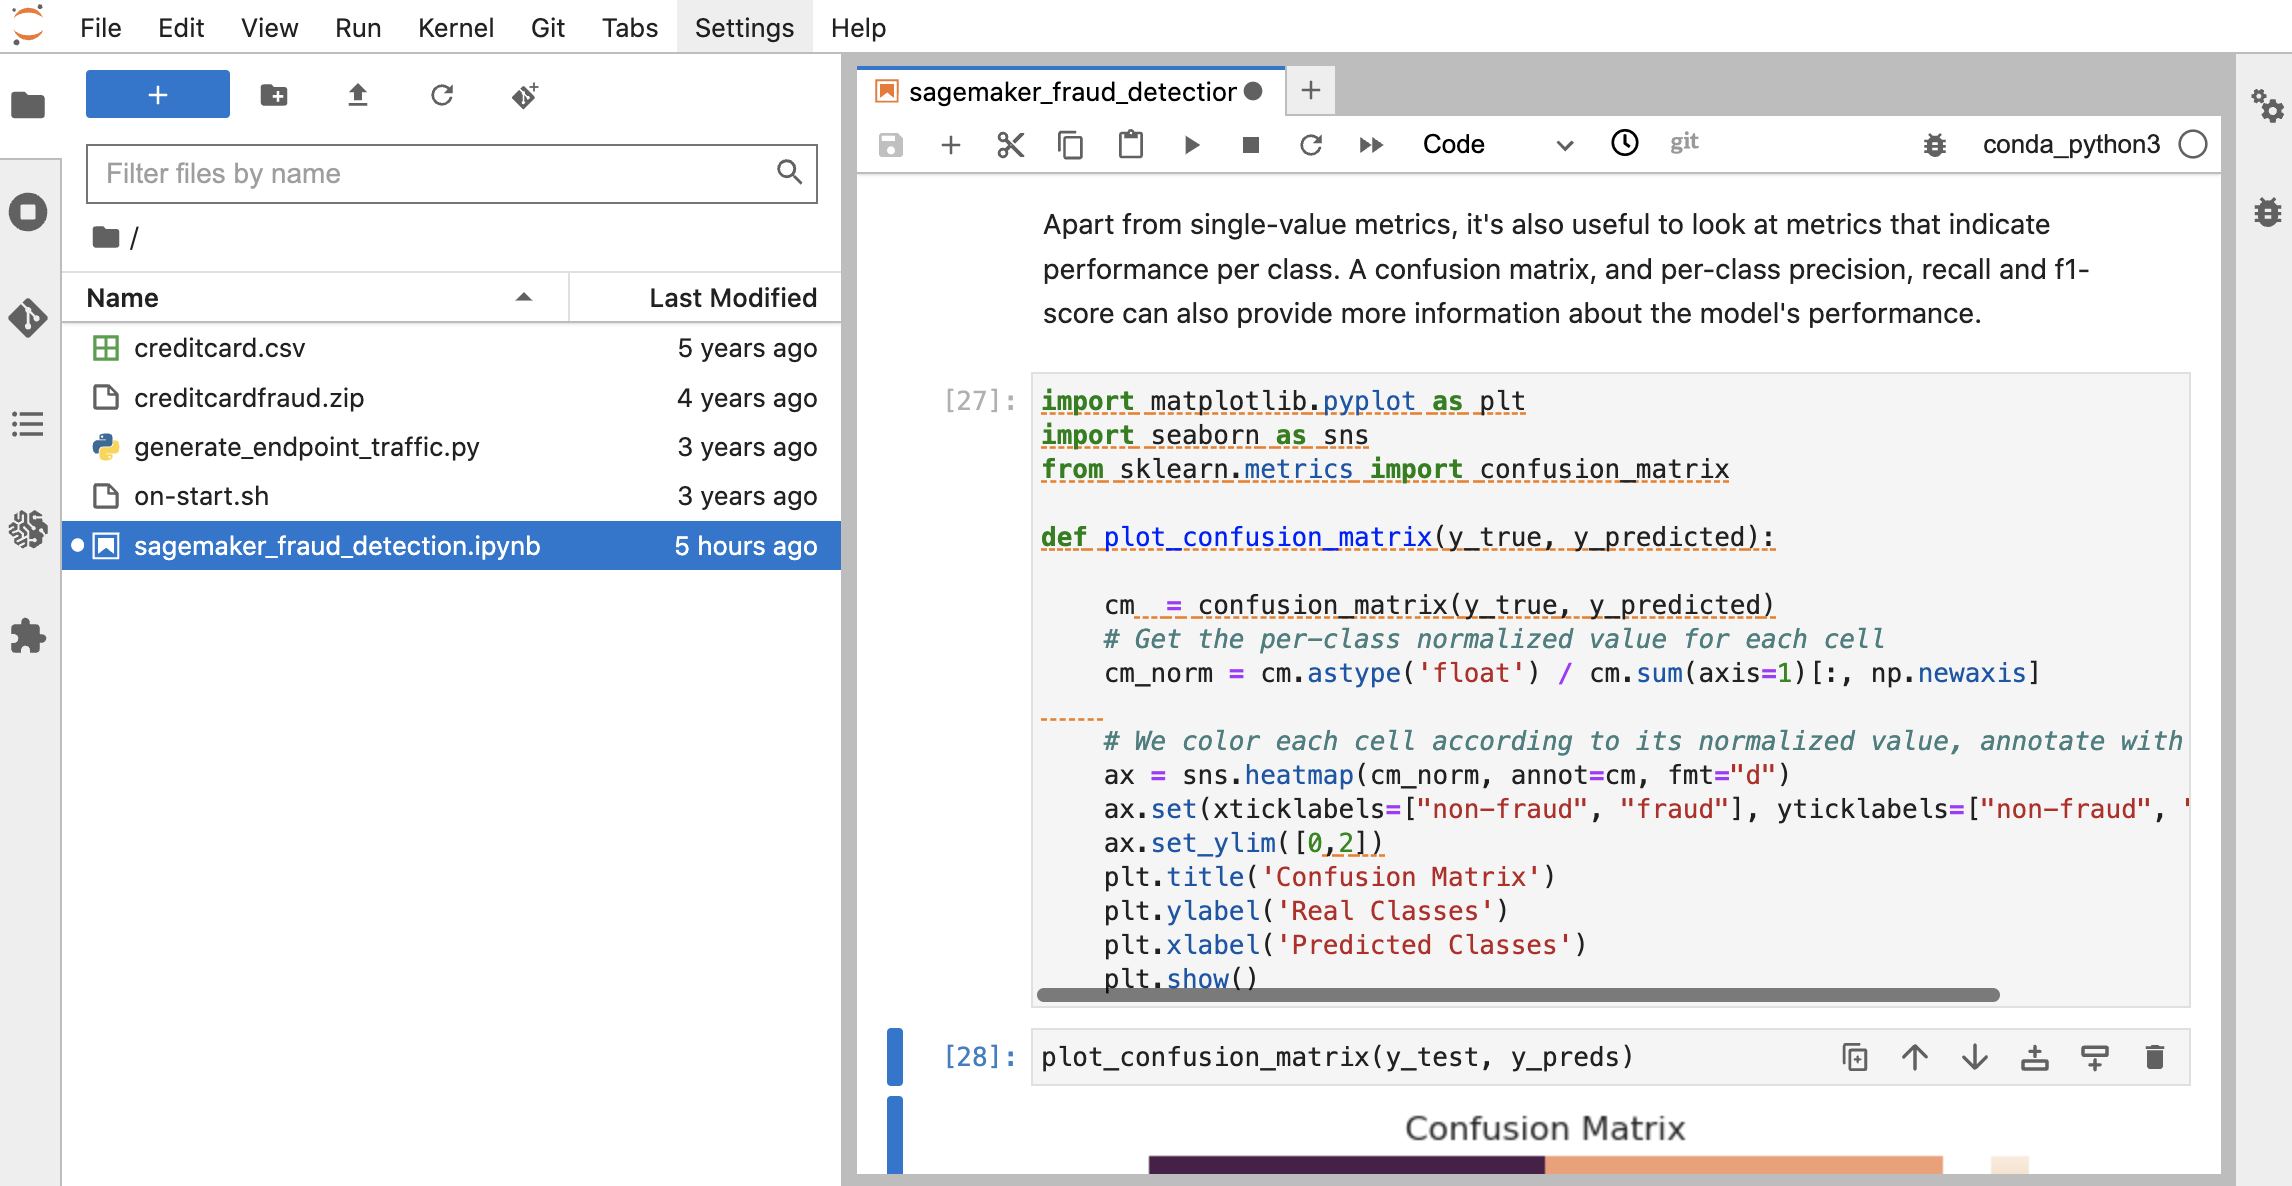 File Edit View Run Kernel Git Tabs Settings Help
Filter files by name
/
Name Last Modified
creditcard.csv 5 years ago
creditcardfraud.zip 4 years ago
generate_endpoint_traffic.py 3 years ago
on-start.sh 3 years ago
sagemaker_fraud_detection.ipynb 5 hours ago
sagemaker_fraud_detection
Code git conda_python3
Apart from single-value metrics, it's also useful to look at metrics that indicate
performance per class. A confusion matrix, and per-class precision, recall and f1-
score can also provide more information about the model's performance.
[27]:
import matplotlib.pyplot as plt
import seaborn as sns
from sklearn.metrics import confusion_matrix
def plot_confusion_matrix(y_true, y_predicted):
cm  = confusion_matrix(y_true, y_predicted)
# Get the per-class normalized value for each cell
cm_norm = cm.astype('float') / cm.sum(axis=1)[:, np.newaxis]
# We color each cell according to its normalized value, annotate with
ax = sns.heatmap(cm_norm, annot=cm, fmt="d")
ax.set(xticklabels=["non-fraud", "fraud"], yticklabels=["non-fraud", "
ax.set_ylim([0,2])
plt.title('Confusion Matrix')
plt.ylabel('Real Classes')
plt.xlabel('Predicted Classes')
plt.show()
[28]: plot_confusion_matrix(y_test, y_preds)
Confusion Matrix